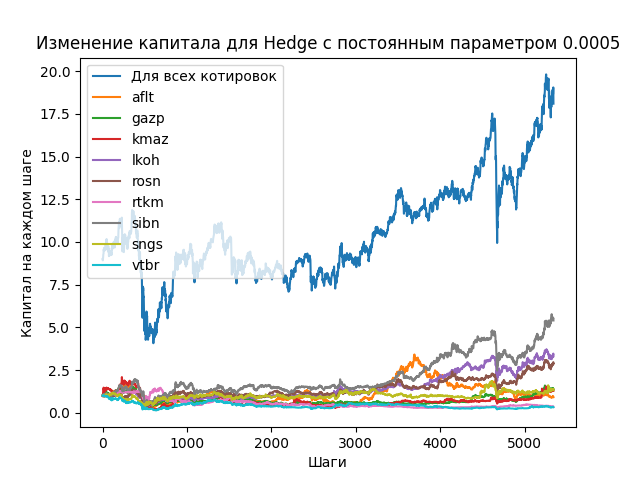 Изменение капитала для Hedge с постоянным параметром 0.0005
Капитал на каждом шаге
20.0
17.5
15.0
12.5
10.0
7.5
5.0
2.5
0.0
Для всех котировок
aflt
gazp
kmaz
lkoh
rosn
rtkm
sibn
sngs
vtbr
0 1000 2000 3000 4000 5000
Шаги